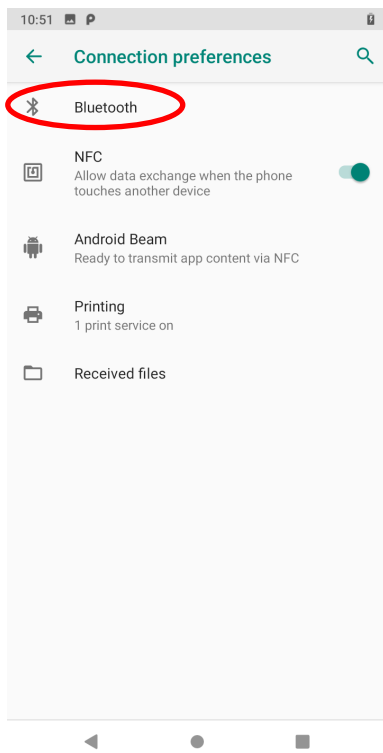 10:51
Connection preferences
Bluetooth
NFC
Allow data exchange when the phone
touches another device
Android Beam
Ready to transmit app content via NFC
Printing
1 print service on
Received files